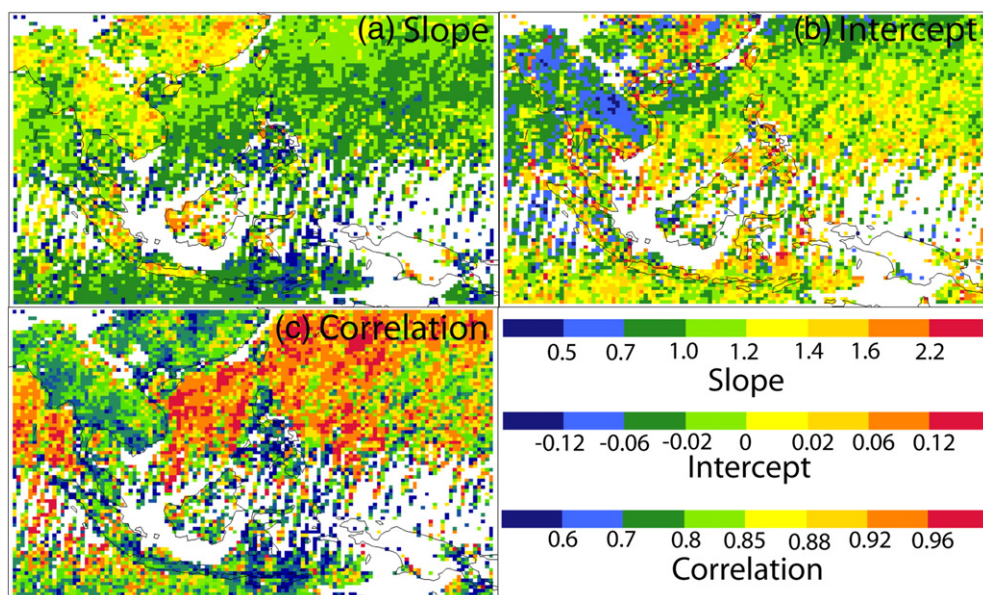 (a) Slope
(b) Intercept
(c) Correlation
0.5 0.7 1.0 1.2 1.4 1.6 2.2
Slope
-0.12 -0.06 -0.02 0 0.02 0.06 0.12
Intercept
0.6 0.7 0.8 0.85 0.88 0.92 0.96
Correlation